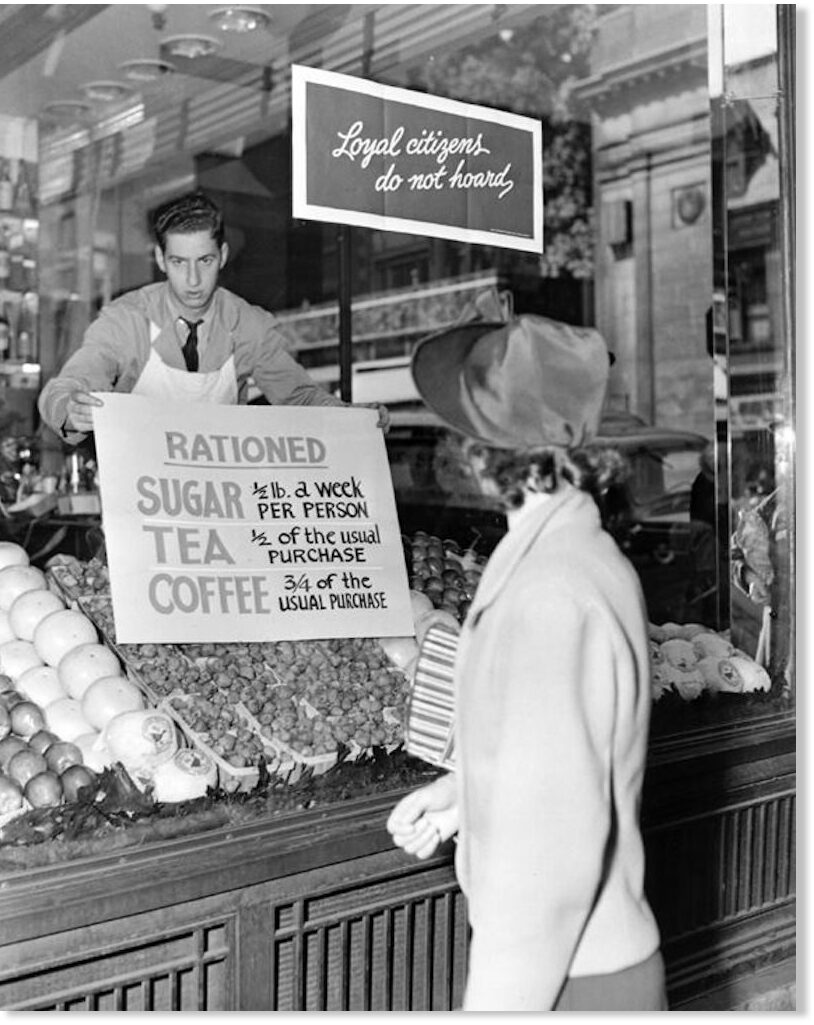 Loyal citizens
do not hoard
RATIONED
SUGAR ½ lb. a week
PER PERSON
TEA ½ of the usual
PURCHASE
COFFEE 3/4 of the
USUAL PURCHASE